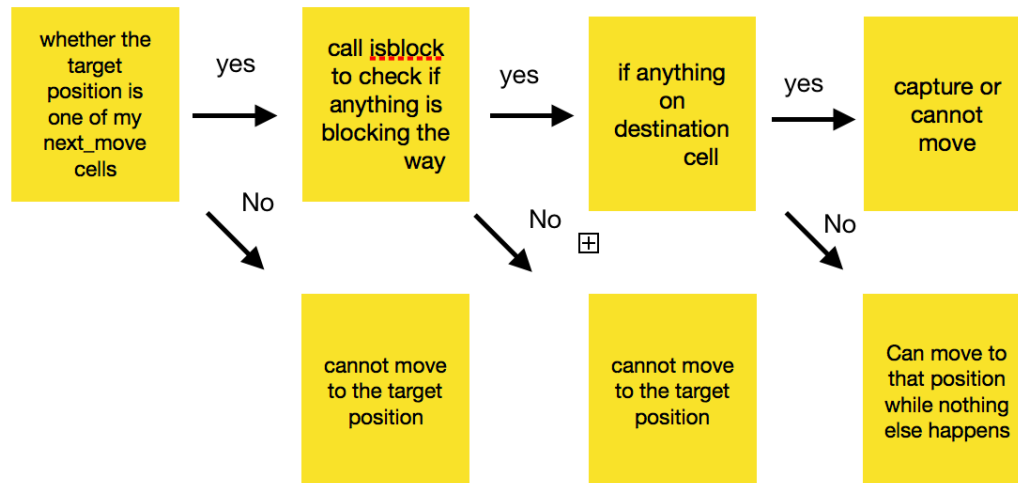 whether the
target
position is
one of my
next_move
cells
yes
call isblock
to check if
anything is
blocking the
way
yes
if anything
on
destination
cell
yes
capture or
cannot
move
No
No
No
cannot move
to the target
position
cannot move
to the target
position
Can move to
that position
while nothing
else happens